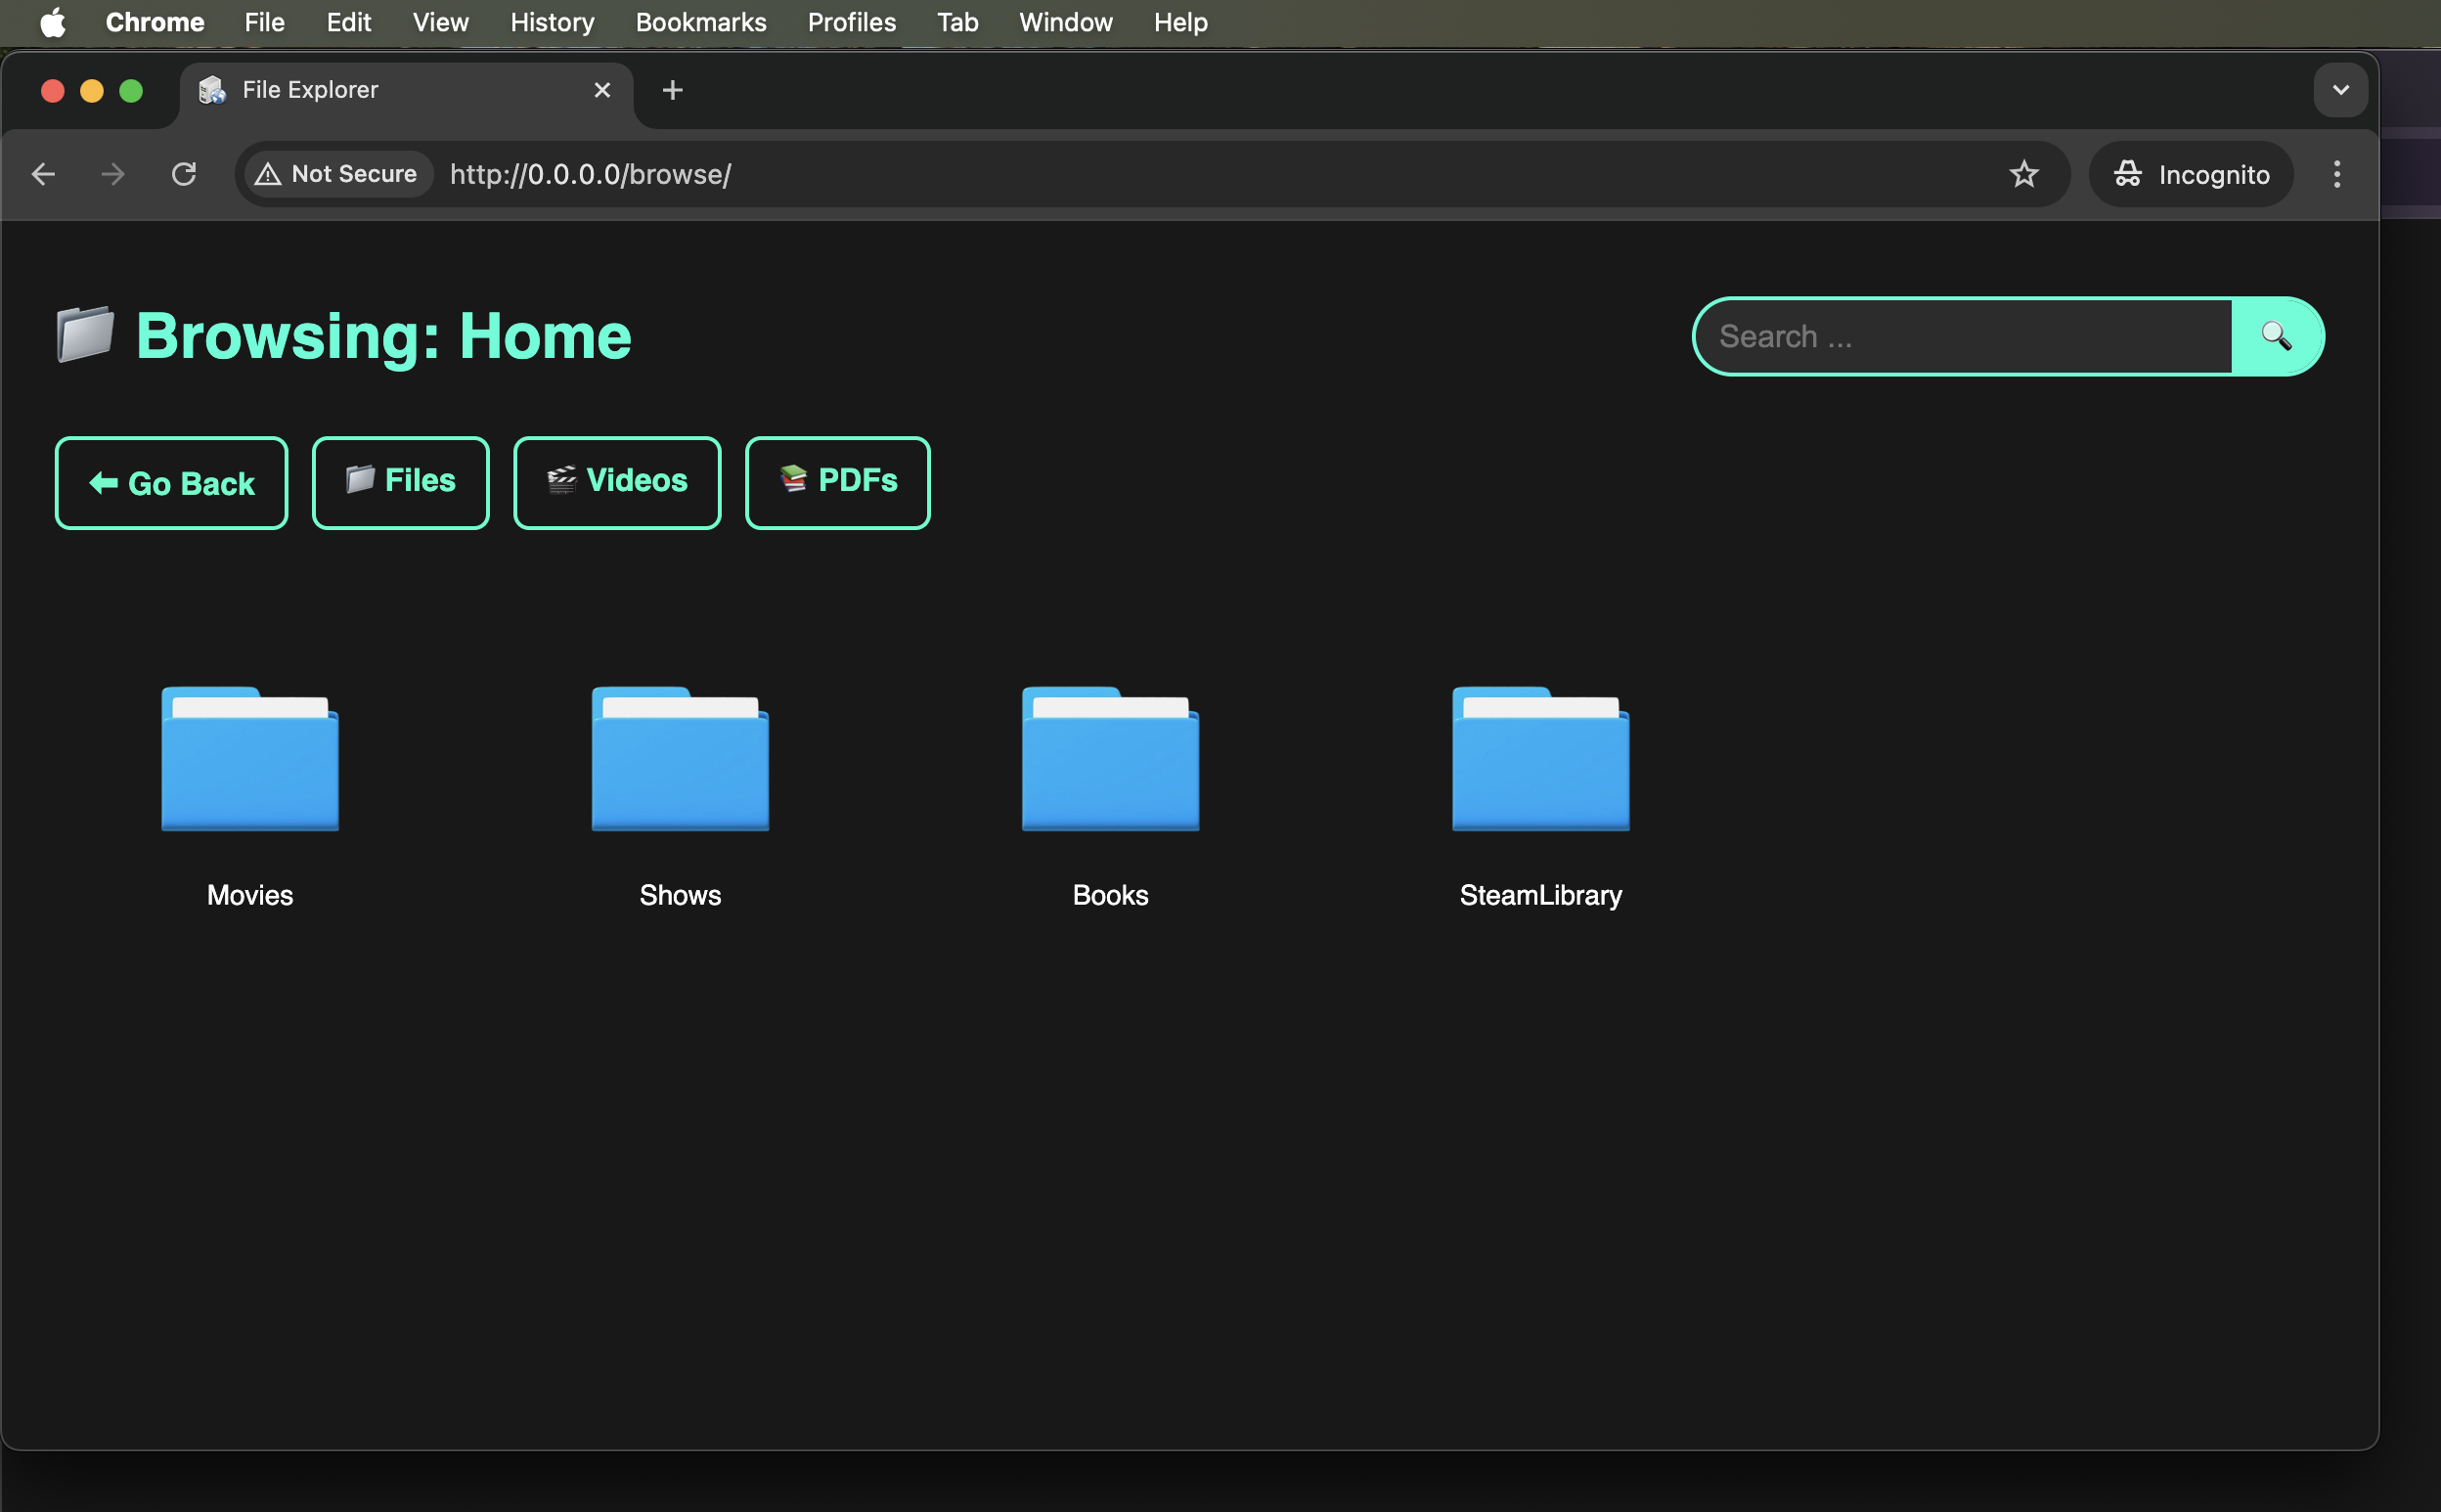 Chrome File Edit View History Bookmarks Profiles Tab Window Help
File Explorer
Not Secure http://0.0.0.0/browse/ Incognito
Browsing: Home Search ...
Go Back Files Videos PDFs
Movies Shows Books SteamLibrary